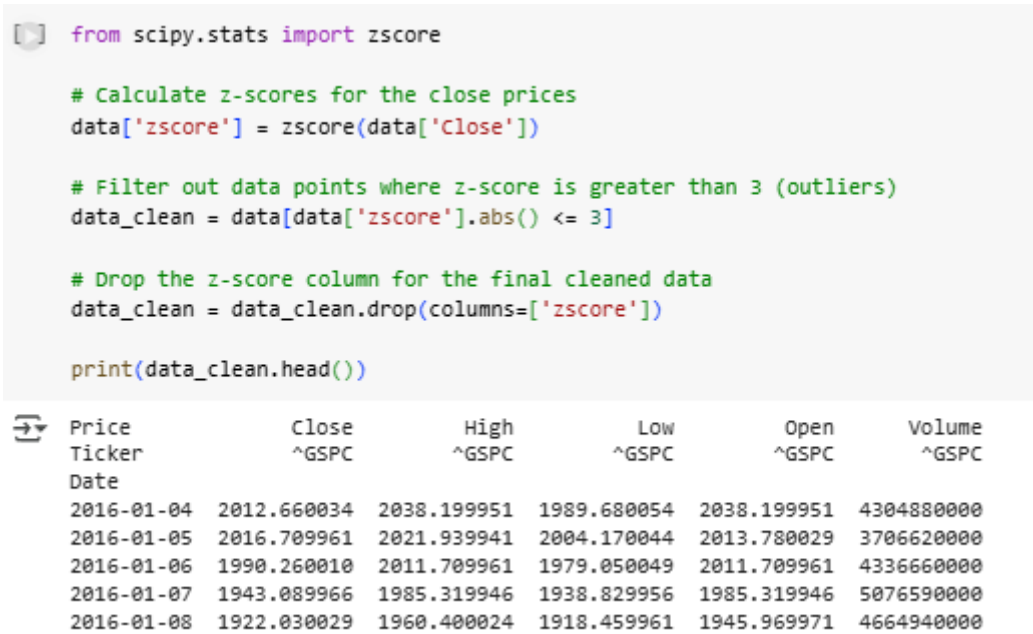 from scipy.stats import zscore
# Calculate z-scores for the close prices
data['zscore'] = zscore(data['Close'])
# Filter out data points where z-score is greater than 3 (outliers)
data_clean = data[data['zscore'].abs() <= 3]
# Drop the z-score column for the final cleaned data
data_clean = data_clean.drop(columns=['zscore'])
print(data_clean.head())
Price Close High Low Open Volume
Ticker ^GSPC ^GSPC ^GSPC ^GSPC ^GSPC
Date
2016-01-04 2012.660034 2038.199951 1989.680054 2038.199951 4304880000
2016-01-05 2016.709961 2021.939941 2004.170044 2013.780029 3706620000
2016-01-06 1990.260010 2011.709961 1979.050049 2011.709961 4336660000
2016-01-07 1943.089966 1985.319946 1938.829956 1985.319946 5076590000
2016-01-08 1922.030029 1960.400024 1918.459961 1945.969971 4664940000